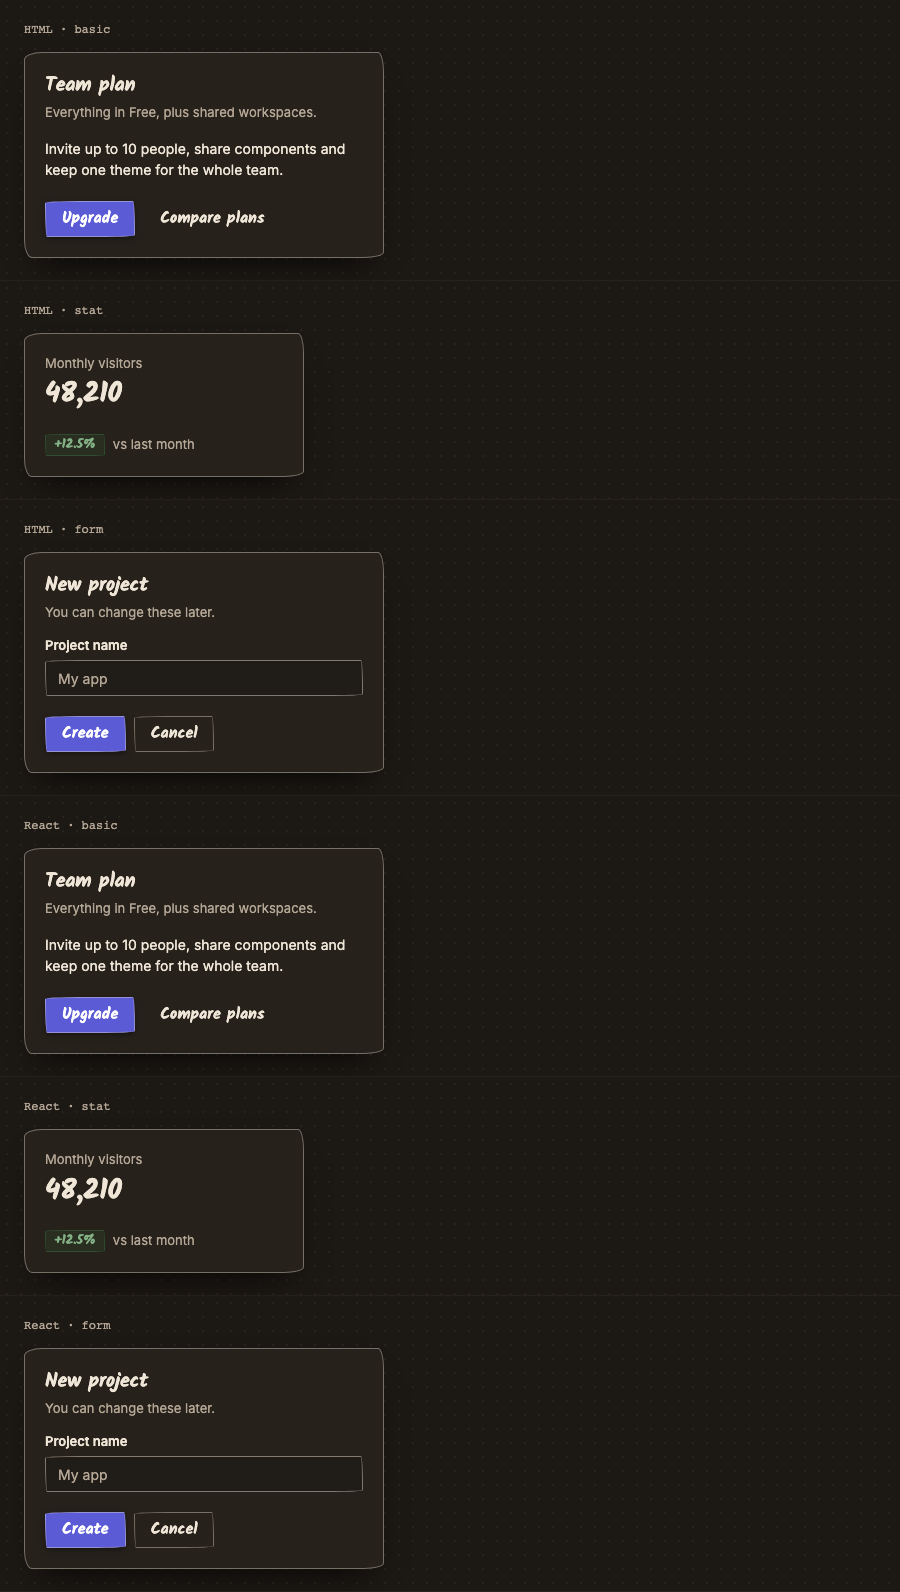 HTML · basic
Team plan
Everything in Free, plus shared workspaces.
Invite up to 10 people, share components and
keep one theme for the whole team.
Upgrade Compare plans
HTML · stat
Monthly visitors
48,210
+12.5% vs last month
HTML · form
New project
You can change these later.
Project name
My app
Create Cancel
React · basic
Team plan
Everything in Free, plus shared workspaces.
Invite up to 10 people, share components and
keep one theme for the whole team.
Upgrade Compare plans
React · stat
Monthly visitors
48,210
+12.5% vs last month
React · form
New project
You can change these later.
Project name
My app
Create Cancel